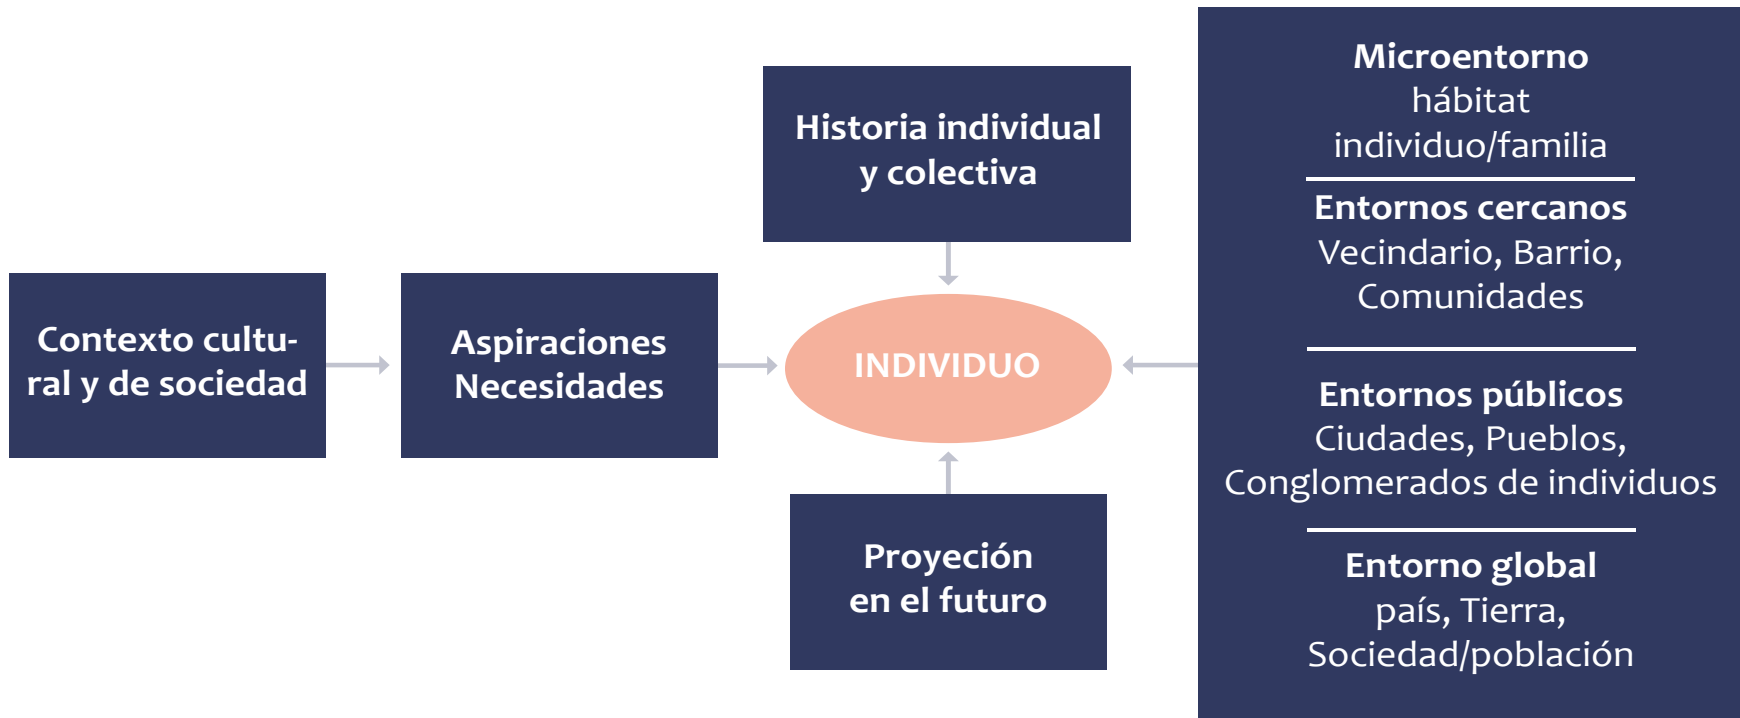 Contexto cultu-
ral y de sociedad
Aspiraciones
Necesidades
Historia individual
y colectiva
INDIVIDUO
Proyeción
en el futuro
Microentorno
hábitat
individuo/familia
Entornos cercanos
Vecindario, Barrio,
Comunidades
Entornos públicos
Ciudades, Pueblos,
Conglomerados de individuos
Entorno global
país, Tierra,
Sociedad/población